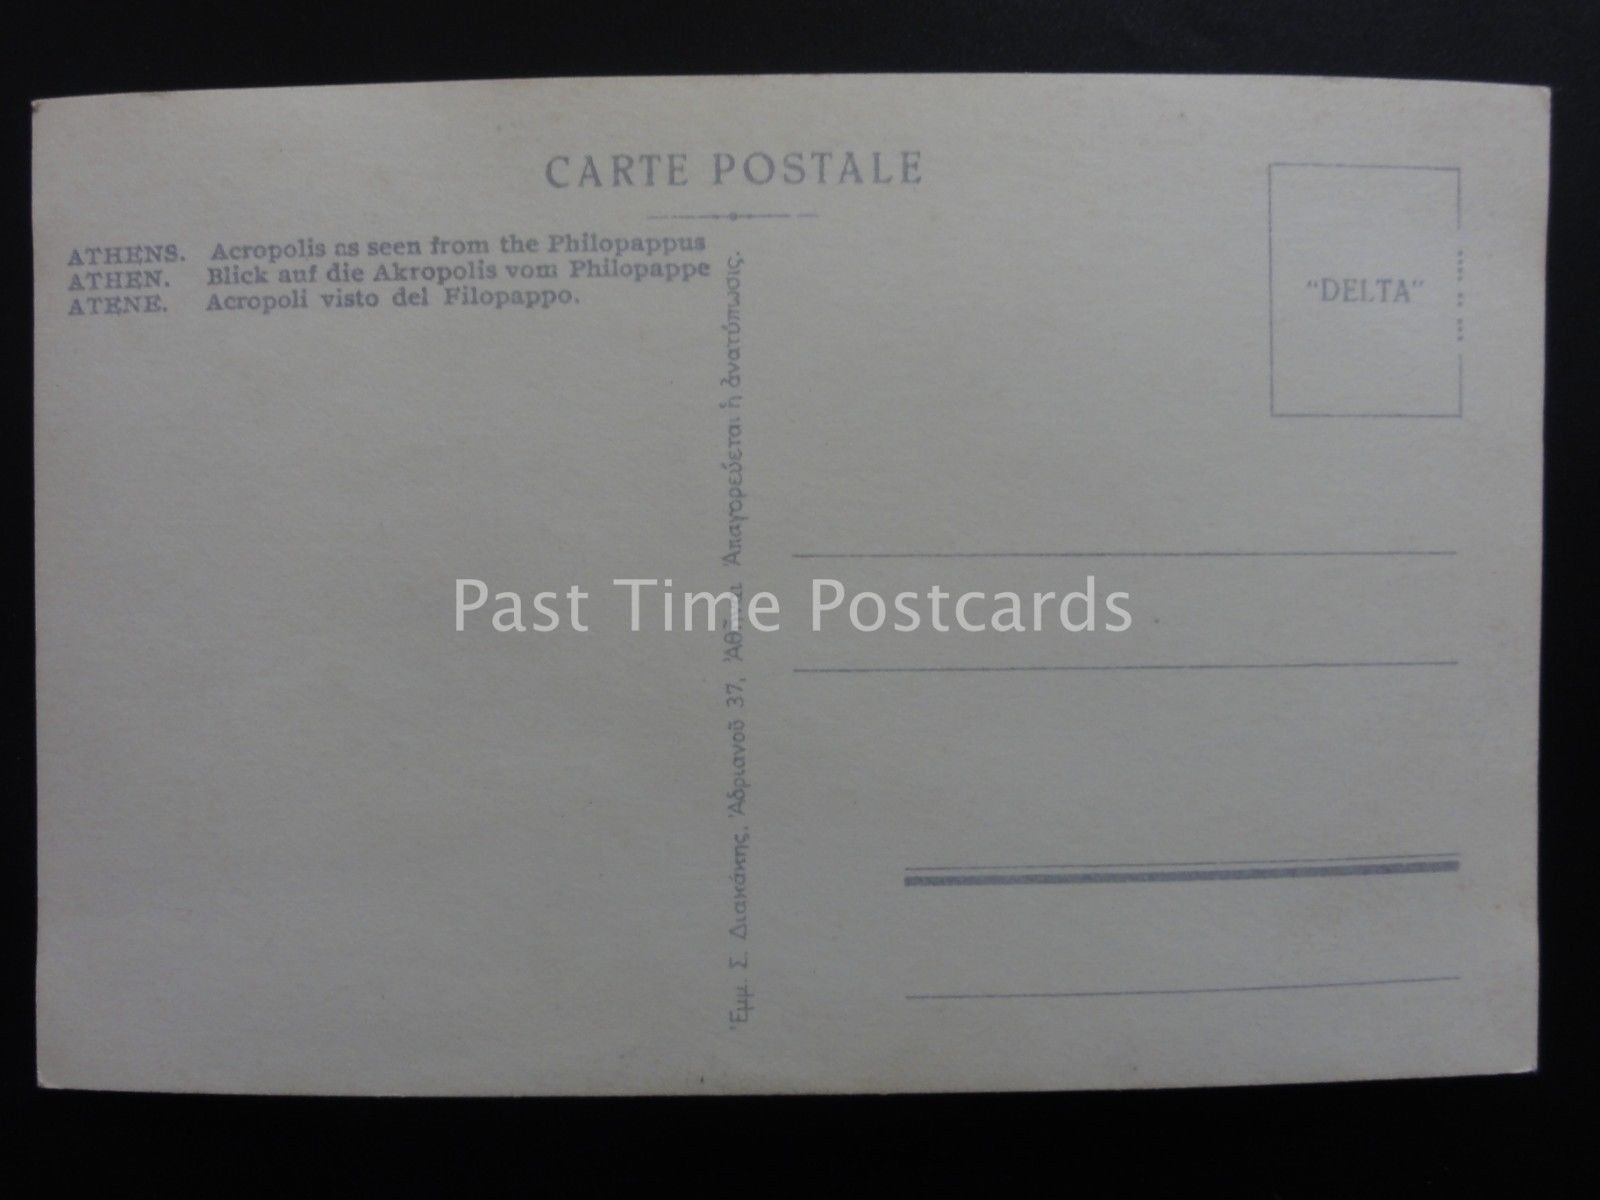 CARTE POSTALE
ATHENS. Acropolis as seen from the Philopappus
ATHEN. Blick auf die Akropolis vom Philopappe
ATENE. Acropoli visto del Filopappo.
"DELTA"
Ἐμμ. Σ. Διακάκης, Ἀδριανοῦ 37, Ἀθῆναι Ἀπαγορεύεται ἡ ἀνατύπωσις.
Past Time Postcards